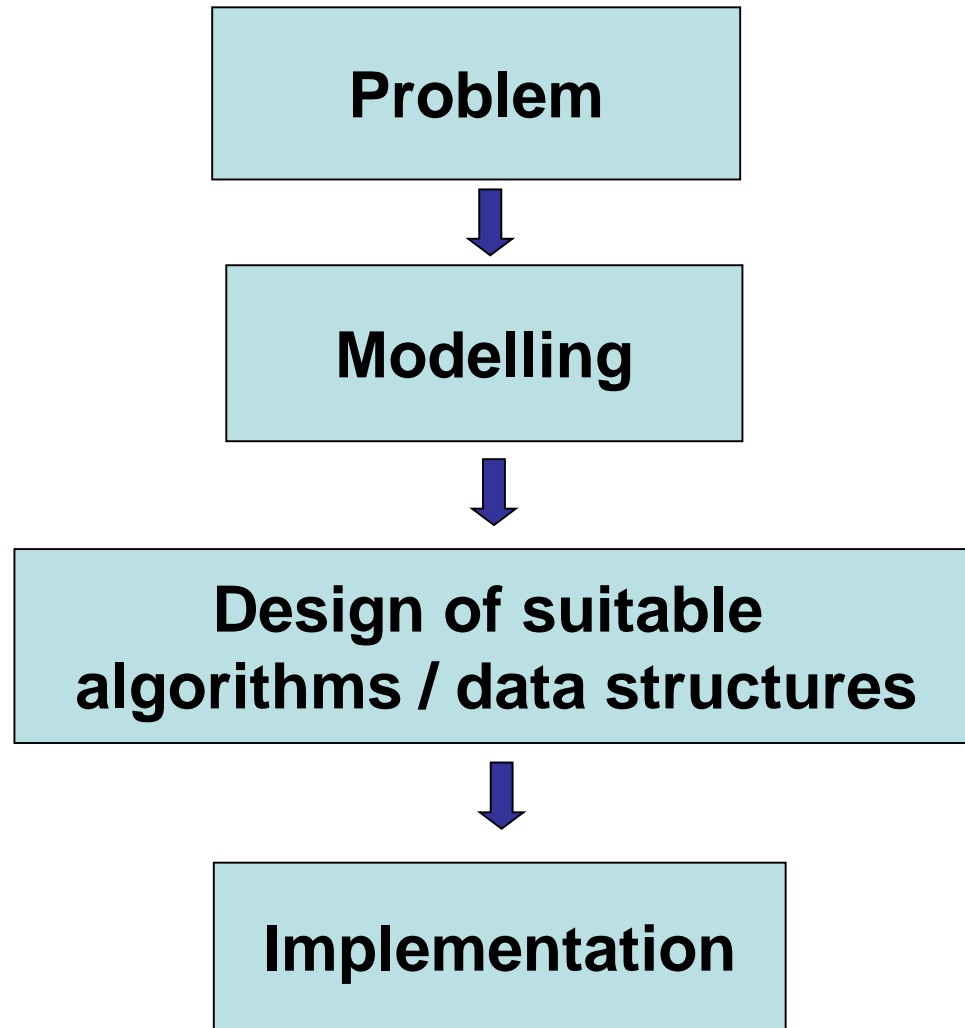 Problem
Modelling
Design of suitable
algorithms / data structures
Implementation